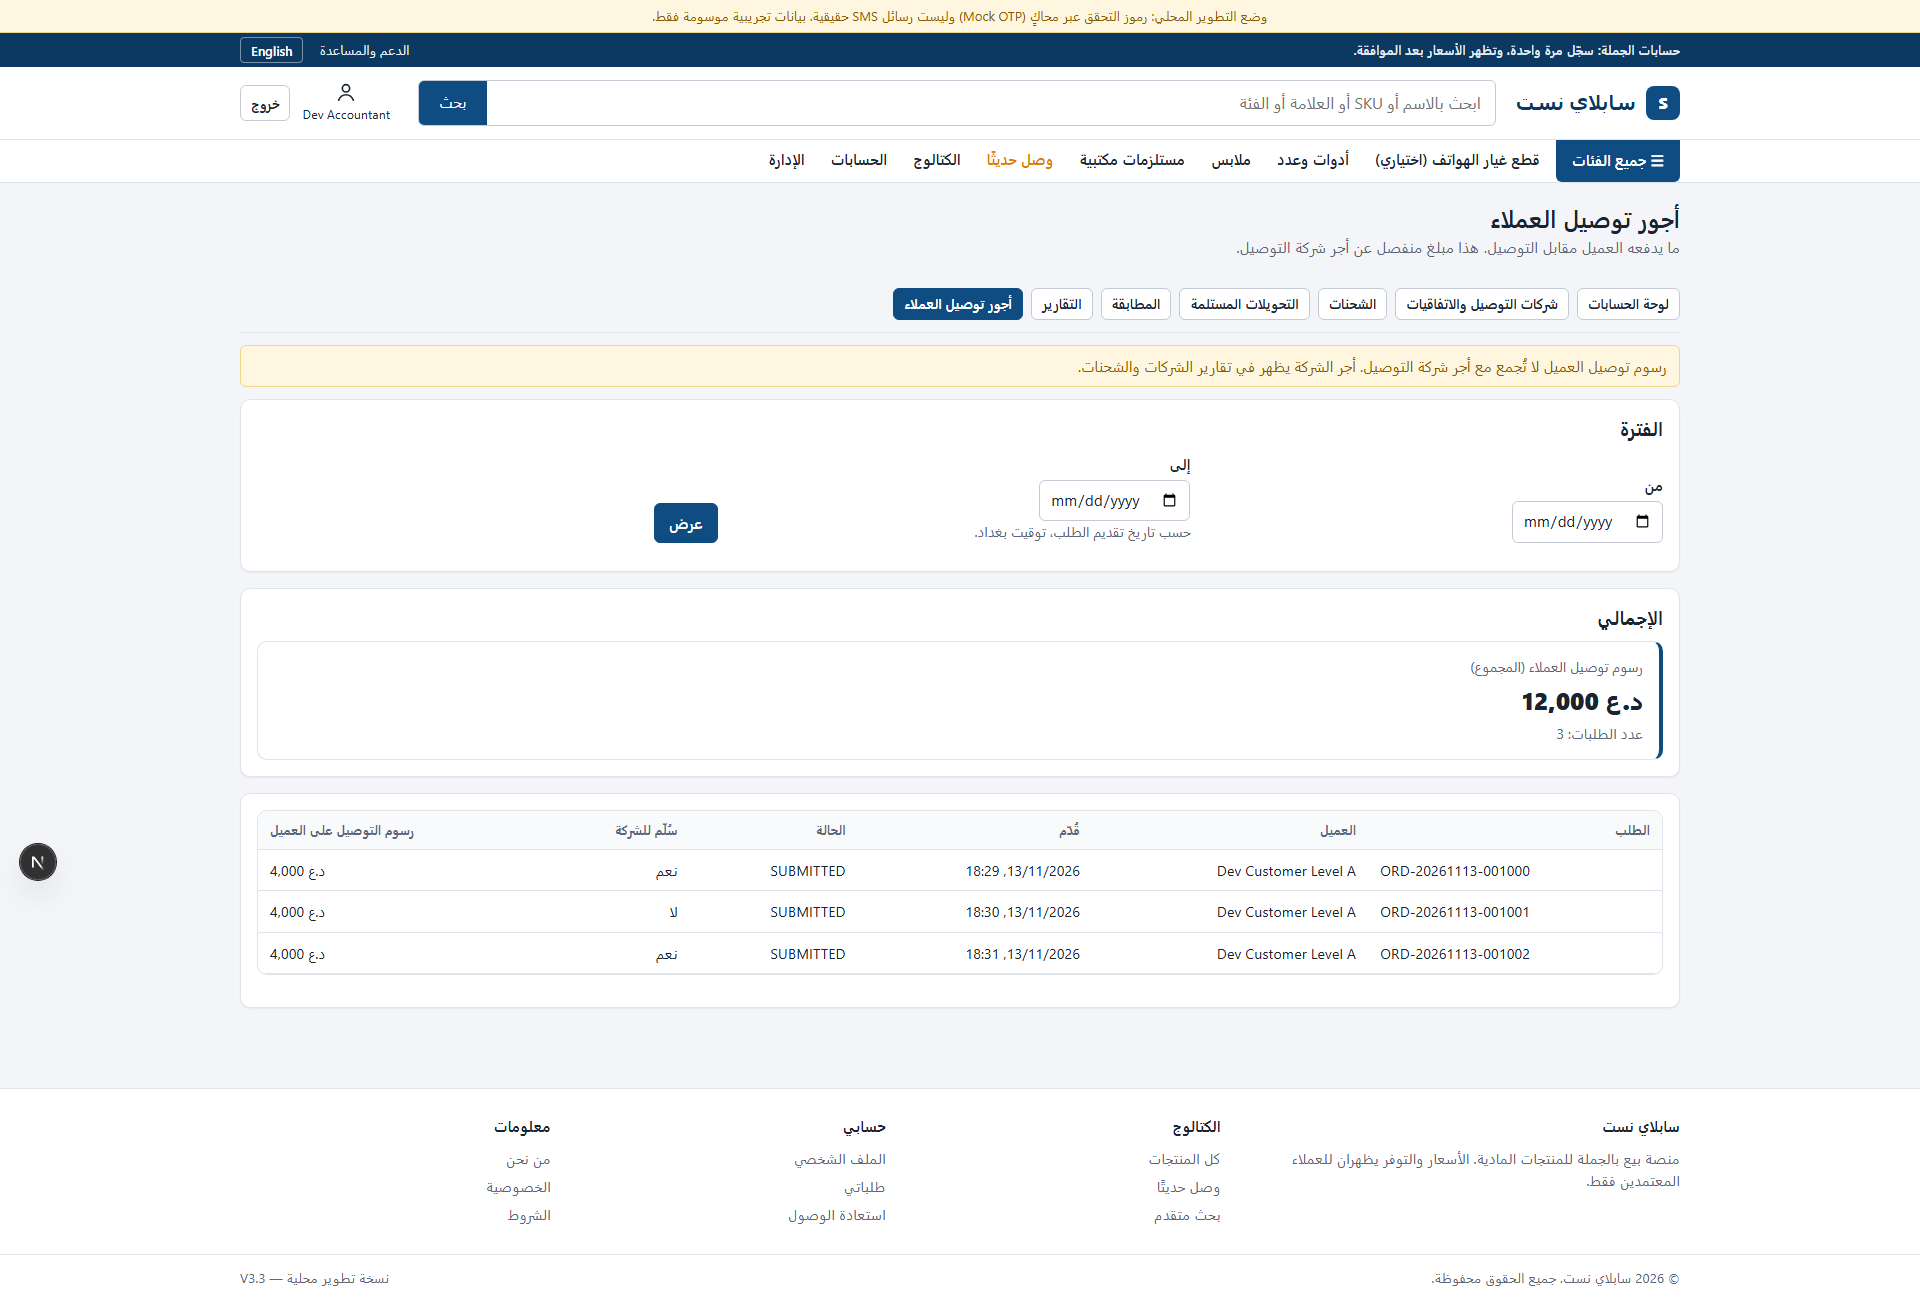 وضع التطوير المحلي: رموز التحقق عبر محاكٍ (Mock OTP) وليست رسائل SMS حقيقية. بيانات تجريبية موسومة فقط.
حسابات الجملة: سجّل مرة واحدة، وتظهر الأسعار بعد الموافقة.
الدعم والمساعدة
English
S
سابلاي نست
ابحث بالاسم أو SKU أو العلامة أو الفئة
بحث
Dev Accountant
خروج
☰ جميع الفئات
قطع غيار الهواتف (اختياري)
أدوات وعدد
ملابس
مستلزمات مكتبية
وصل حديثًا
الكتالوج
الحسابات
الإدارة
أجور توصيل العملاء
ما يدفعه العميل مقابل التوصيل. هذا مبلغ منفصل عن أجر شركة التوصيل.
لوحة الحسابات
شركات التوصيل والاتفاقيات
الشحنات
التحويلات المستلمة
المطابقة
التقارير
أجور توصيل العملاء
رسوم توصيل العميل لا تُجمع مع أجر شركة التوصيل. أجر الشركة يظهر في تقارير الشركات والشحنات.
الفترة
من
mm/dd/yyyy
إلى
mm/dd/yyyy
حسب تاريخ تقديم الطلب، توقيت بغداد.
عرض
الإجمالي
رسوم توصيل العملاء (المجموع)
د.ع 12,000
عدد الطلبات: 3
الطلب العميل قُدّم الحالة سُلّم للشركة رسوم التوصيل على العميل
ORD-20261113-001000 Dev Customer Level A 13/11/2026, 18:29 SUBMITTED نعم د.ع 4,000
ORD-20261113-001001 Dev Customer Level A 13/11/2026, 18:30 SUBMITTED لا د.ع 4,000
ORD-20261113-001002 Dev Customer Level A 13/11/2026, 18:31 SUBMITTED نعم د.ع 4,000
N
سابلاي نست
منصة بيع بالجملة للمنتجات المادية. الأسعار والتوفر يظهران للعملاء
المعتمدين فقط.
الكتالوج
كل المنتجات
وصل حديثًا
بحث متقدم
حسابي
الملف الشخصي
طلباتي
استعادة الوصول
معلومات
من نحن
الخصوصية
الشروط
© 2026 سابلاي نست. جميع الحقوق محفوظة.
نسخة تطوير محلية — V3.3